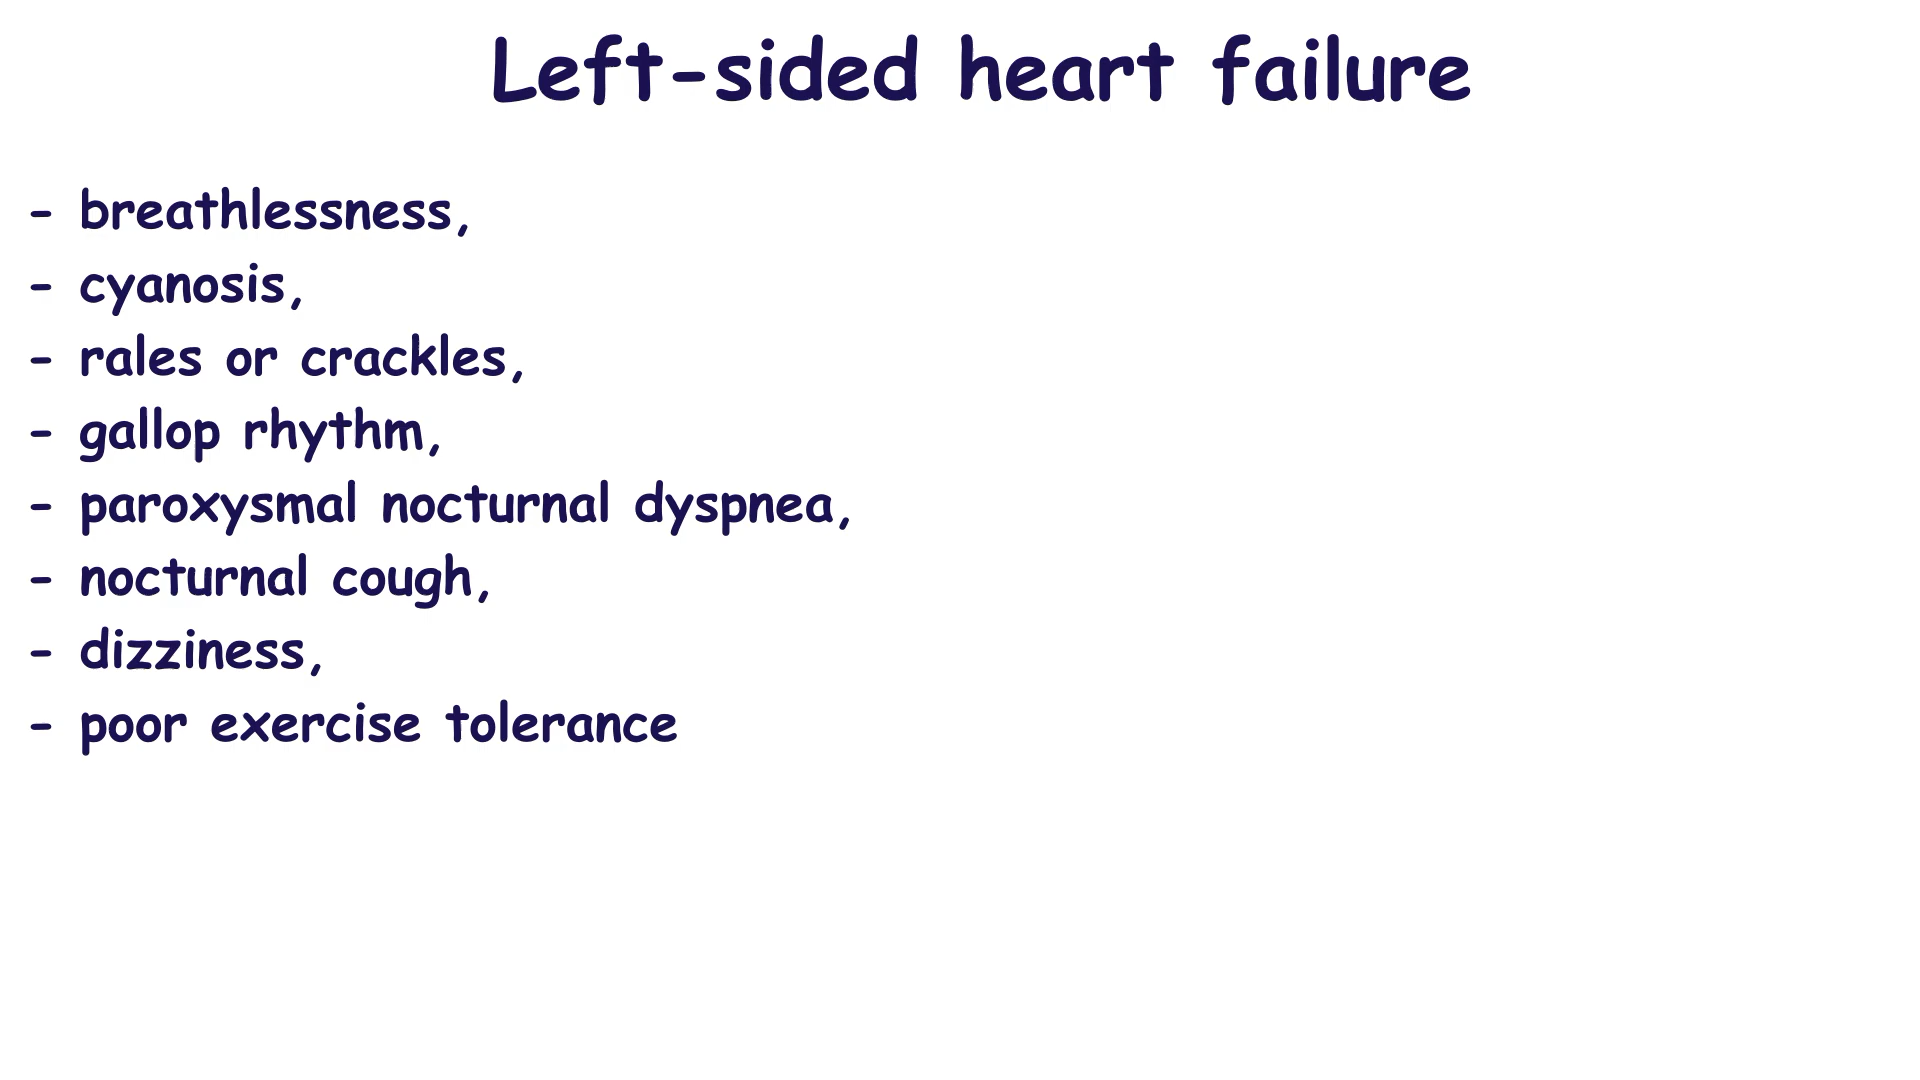 Left-sided heart failure
- breathlessness,
- cyanosis,
- rales or crackles,
- gallop rhythm,
- paroxysmal nocturnal dyspnea,
- nocturnal cough,
- dizziness,
- poor exercise tolerance